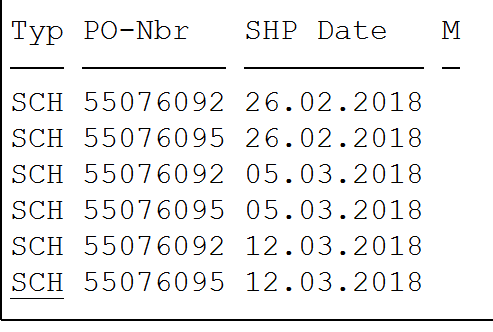 Typ PO-Nbr SHP Date M
SCH 55076092 26.02.2018
SCH 55076095 26.02.2018
SCH 55076092 05.03.2018
SCH 55076095 05.03.2018
SCH 55076092 12.03.2018
SCH 55076095 12.03.2018